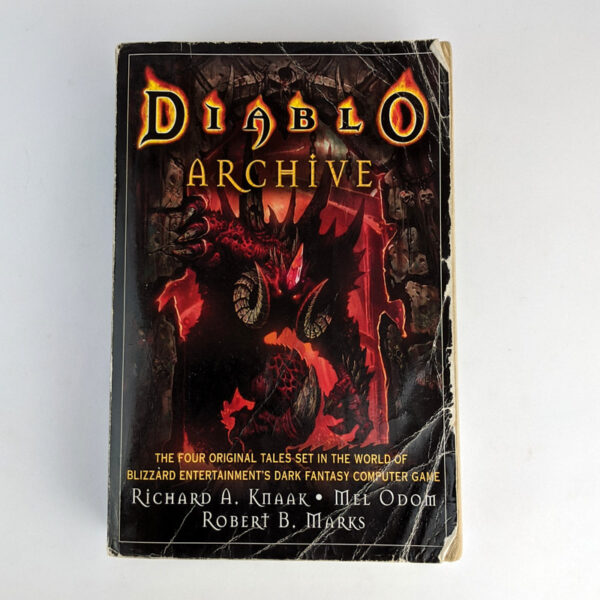 DIABLO
ARCHIVE
THE FOUR ORIGINAL TALES SET IN THE WORLD OF
BLIZZARD ENTERTAINMENT'S DARK FANTASY COMPUTER GAME
RICHARD A. KNAAK • MEL ODOM
ROBERT B. MARKS